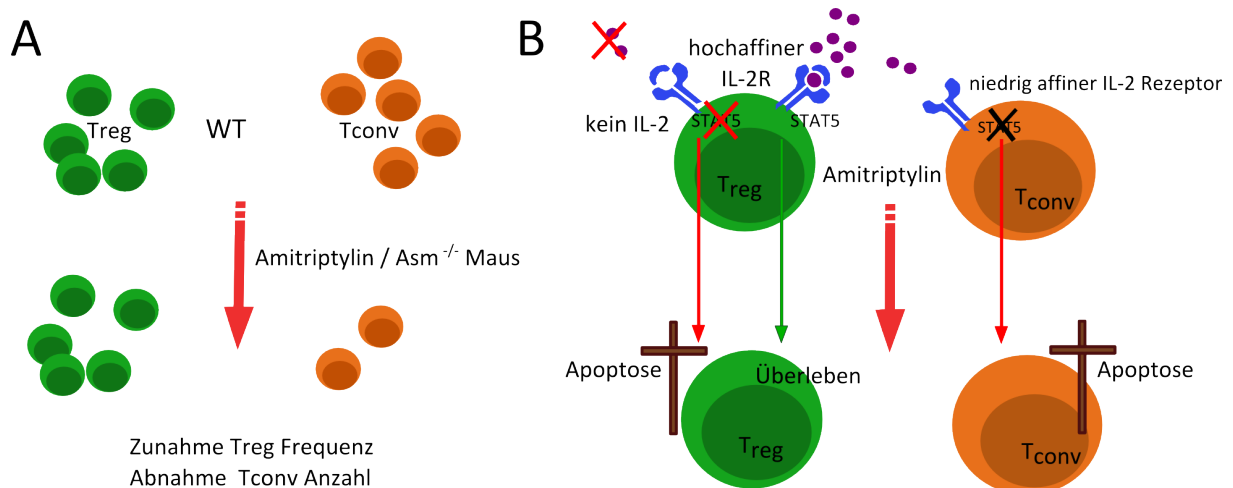 A
Treg
WT
Tconv
Amitriptylin / Asm -/- Maus
Zunahme Treg Frequenz
Abnahme Tconv Anzahl
B
hochaffiner
IL-2R
niedrig affiner IL-2 Rezeptor
kein IL-2
STAT5
STAT5
STAT5
Treg
Amitriptylin
Tconv
Apoptose
Überleben
Apoptose
Treg
Tconv